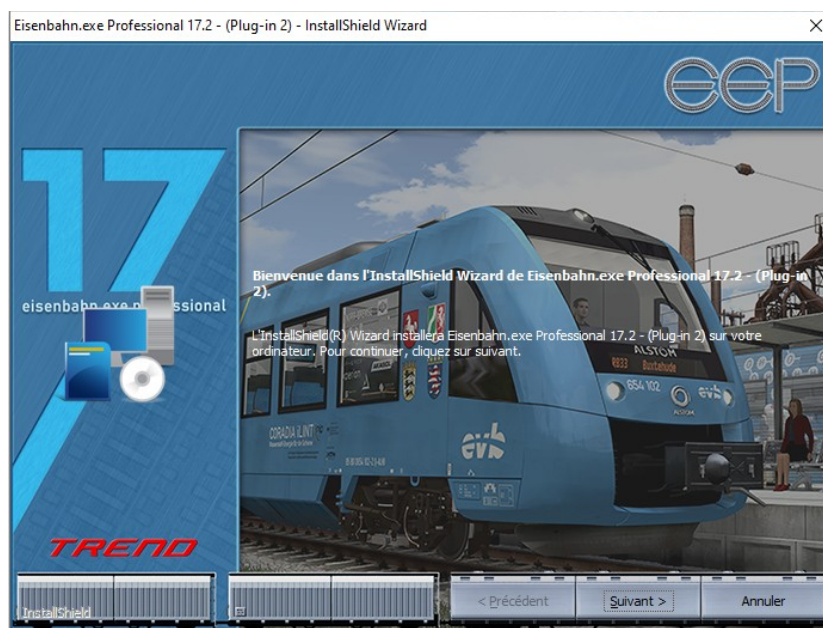 Eisenbahn.exe Professional 17.2 - (Plug-in 2) - InstallShield Wizard
EEP
17
eisenbahn.exe professional
Bienvenue dans l'InstallShield Wizard de Eisenbahn.exe Professional 17.2 - (Plug-in
2).
L'InstallShield(R) Wizard installera Eisenbahn.exe Professional 17.2 - (Plug-in 2) sur votre
ordinateur. Pour continuer, cliquez sur suivant.
ALSTOM
RB33 Buxtehude
654 102
ALSTOM
evb
CORADIA iLINT
evb
TREND
InstallShield
< Précédent
Suivant >
Annuler